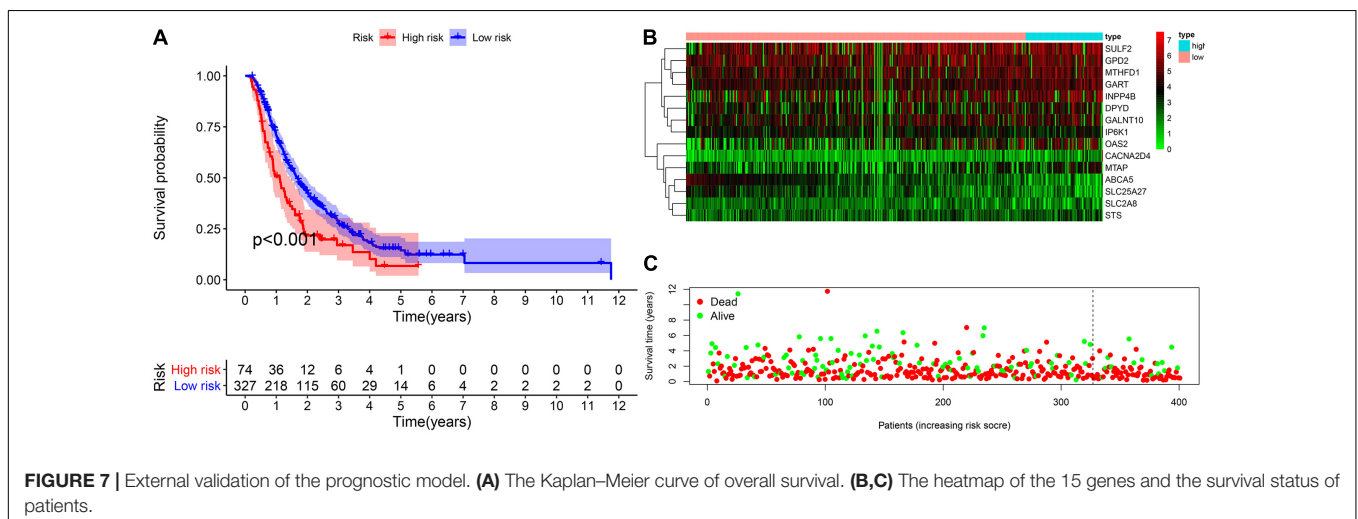 A
Risk High risk Low risk
1.00
0.75
0.50
0.25
0.00
Survival probability
p<0.001
0 1 2 3 4 5 6 7 8 9 10 11 12
Time(years)
Risk
High risk 74 36 12 6 4 1 0 0 0 0 0 0 0
Low risk 327 218 115 60 29 14 6 4 2 2 2 2 0
0 1 2 3 4 5 6 7 8 9 10 11 12
Time(years)
B
type
SULF2
GPD2
MTHFD1
GART
INPP4B
DPYD
GALNT10
IP6K1
OAS2
CACNA2D4
MTAP
ABCA5
SLC25A27
SLC2A8
STS
7
6
5
4
3
2
1
0
type
high
low
C
12
10
8
6
4
2
0
Survival time (years)
Dead
Alive
0 100 200 300 400
Patients (increasing risk socre)
FIGURE 7 | External validation of the prognostic model. (A) The Kaplan–Meier curve of overall survival. (B,C) The heatmap of the 15 genes and the survival status of
patients.